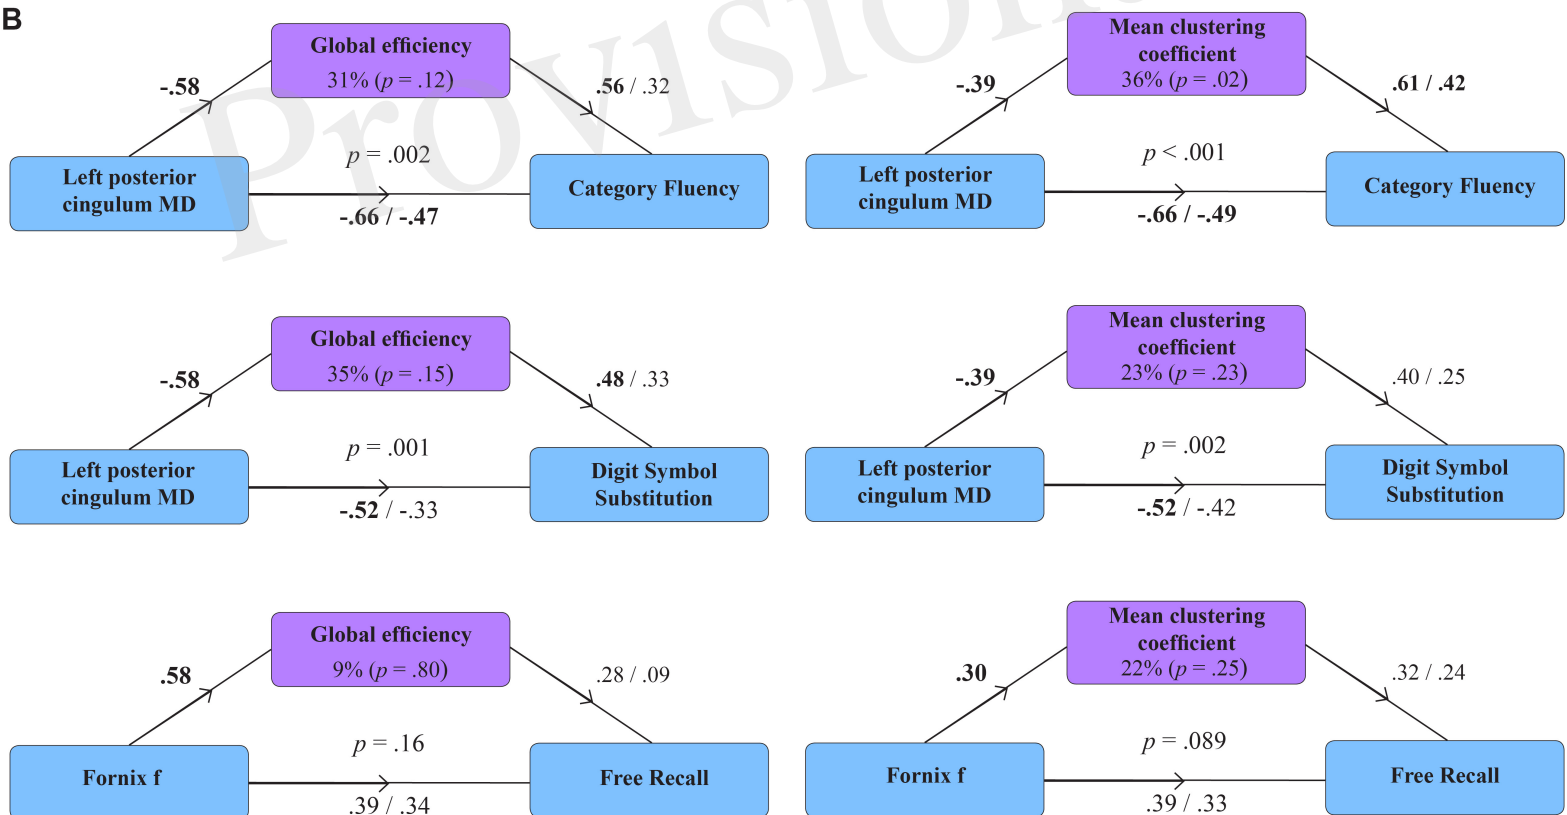 B
Provision
Global efficiency
31% (p = .12)
-.58
.56 / .32
p = .002
Left posterior
cingulum MD
Category Fluency
-.66 / -.47
Mean clustering
coefficient
36% (p = .02)
-.39
.61 / .42
p < .001
Left posterior
cingulum MD
Category Fluency
-.66 / -.49
Global efficiency
35% (p = .15)
-.58
.48 / .33
p = .001
Left posterior
cingulum MD
Digit Symbol
Substitution
-.52 / -.33
Mean clustering
coefficient
23% (p = .23)
-.39
.40 / .25
p = .002
Left posterior
cingulum MD
Digit Symbol
Substitution
-.52 / -.42
Global efficiency
9% (p = .80)
.58
.28 / .09
p = .16
Fornix f
Free Recall
.39 / .34
Mean clustering
coefficient
22% (p = .25)
.30
.32 / .24
p = .089
Fornix f
Free Recall
.39 / .33